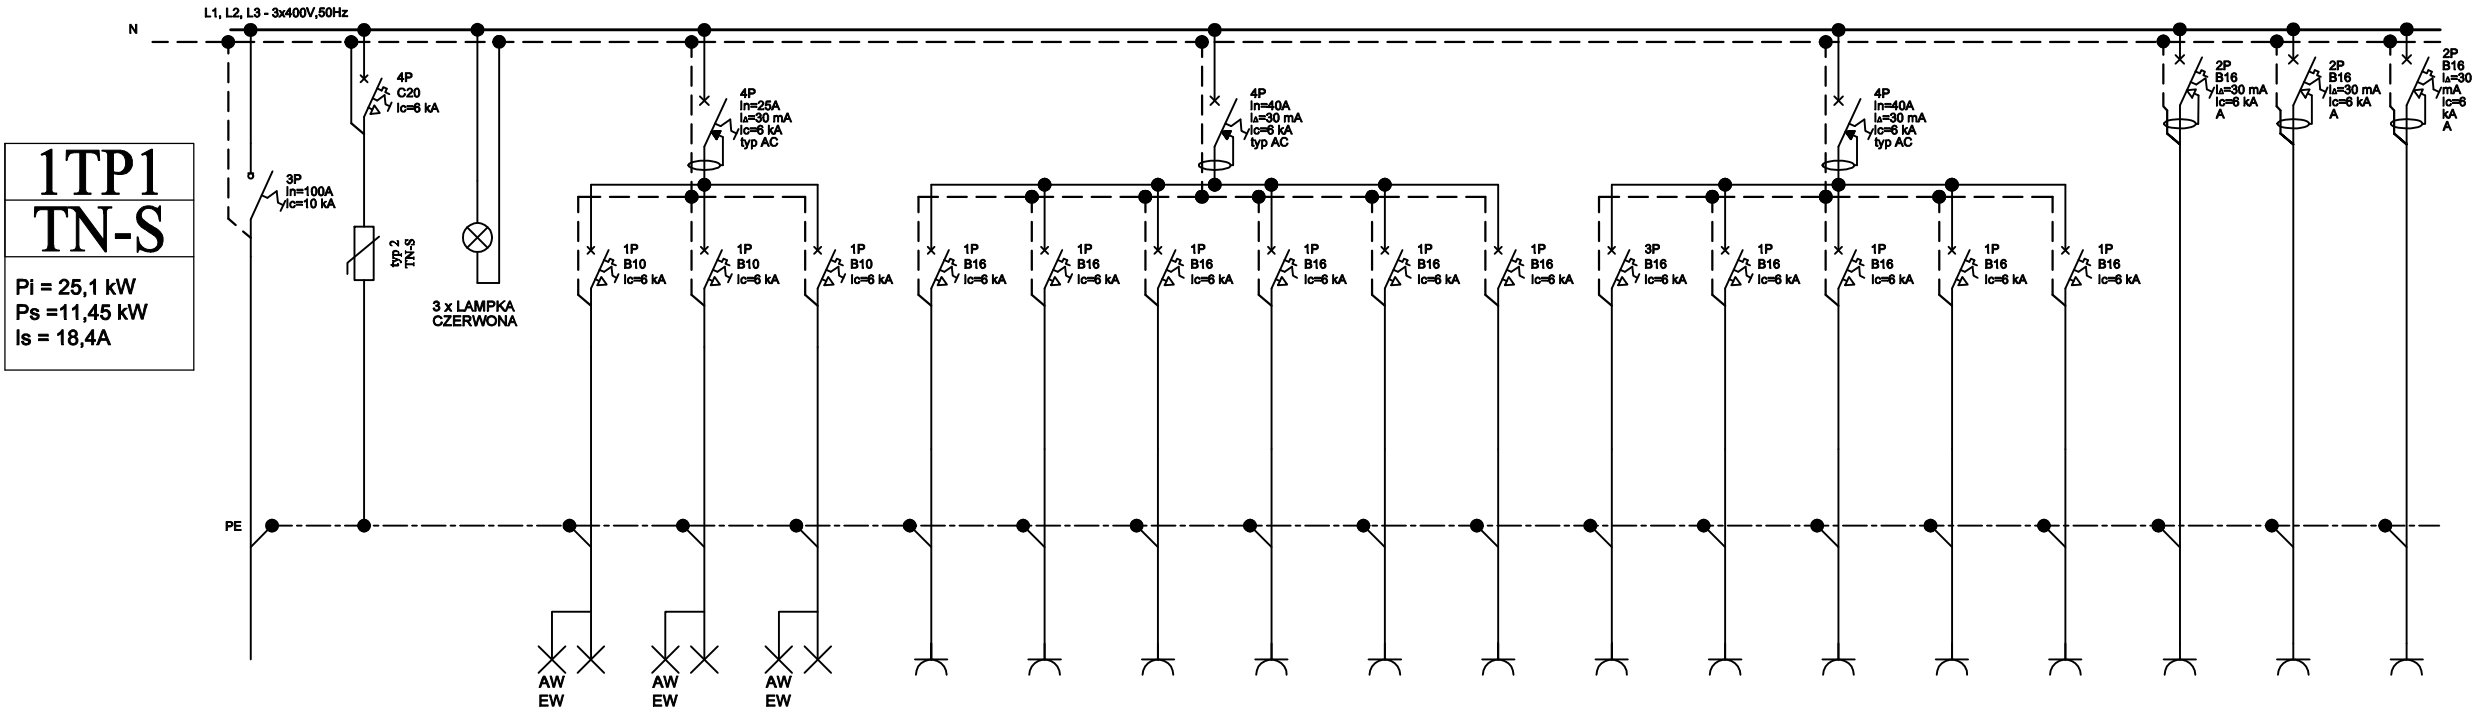 L1, L2, L3 - 3x400V,50Hz
N
1TP1
TN-S
Pi = 25,1 kW
Ps =11,45 kW
Is = 18,4A
3P
In=100A
Ic=10 kA
4P
C20
Ic=6 kA
typ 2
TN-S
3 x LAMPKA
CZERWONA
4P
In=25A
I∆=30 mA
Ic=6 kA
typ AC
1P
B10
Ic=6 kA
1P
B10
Ic=6 kA
1P
B10
Ic=6 kA
4P
In=40A
I∆=30 mA
Ic=6 kA
typ AC
1P
B16
Ic=6 kA
1P
B16
Ic=6 kA
1P
B16
Ic=6 kA
1P
B16
Ic=6 kA
1P
B16
Ic=6 kA
1P
B16
Ic=6 kA
4P
In=40A
I∆=30 mA
Ic=6 kA
typ AC
3P
B16
Ic=6 kA
1P
B16
Ic=6 kA
1P
B16
Ic=6 kA
1P
B16
Ic=6 kA
1P
B16
Ic=6 kA
2P
B16
I∆=30 mA
Ic=6 kA
A
2P
B16
I∆=30 mA
Ic=6 kA
A
2P
B16
I∆=30
mA
Ic=6
kA
A
PE
AW
EW
AW
EW
AW
EW